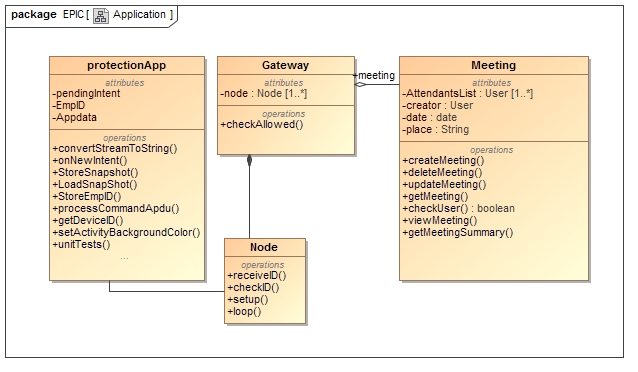 package EPIC [ Application ]
protectionApp
attributes
-pendingIntent
-EmpID
-Appdata
operations
+convertStreamToString()
+onNewIntent()
+StoreSnapshot()
+LoadSnapShot()
+StoreEmpID()
+processCommandApdu()
+getDeviceID()
+setActivityBackgroundColor()
+unitTests()
...
Gateway
attributes
-node : Node [1..*]
operations
+checkAllowed()
+meeting
Meeting
attributes
-AttendantsList : User [1..*]
-creator : User
-date : date
-place : String
operations
+createMeeting()
+deleteMeeting()
+updateMeeting()
+getMeeting()
+checkUser() : boolean
+viewMeeting()
+getMeetingSummary()
Node
operations
+receiveID()
+checkID()
+setup()
+loop()